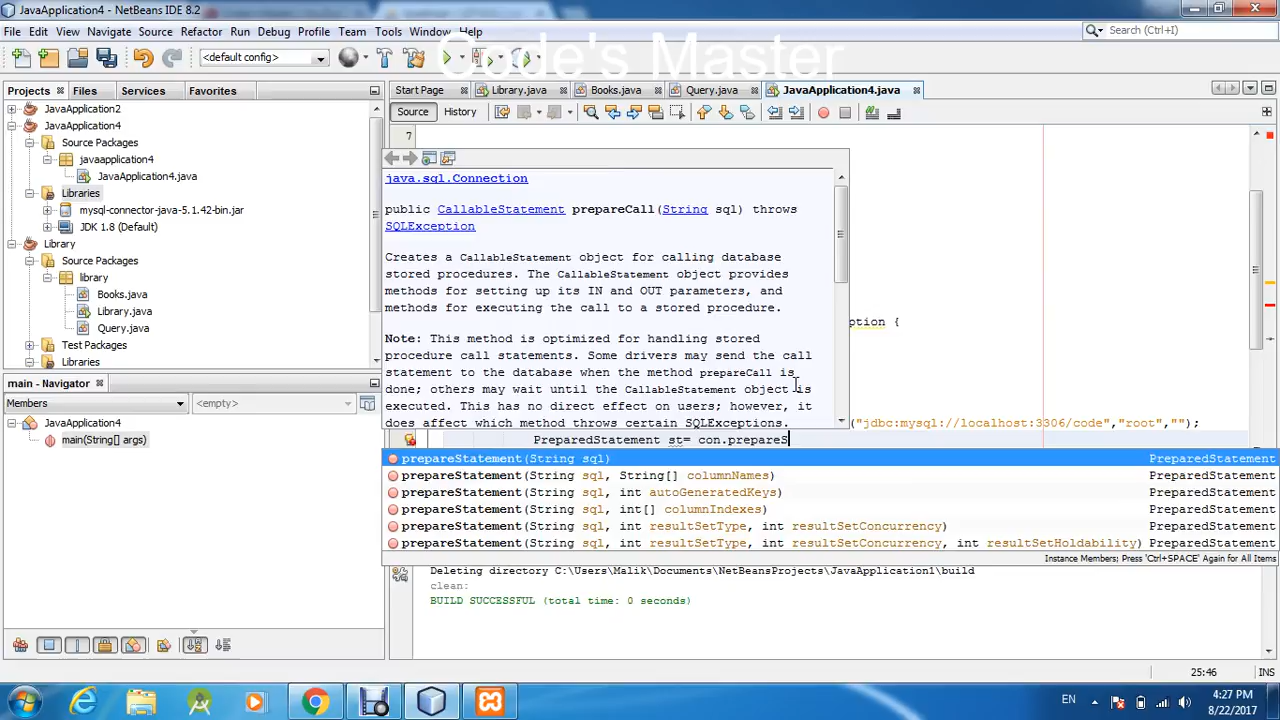 JavaApplication4 - NetBeans IDE 8.2
File Edit View Navigate Source Refactor Run Debug Profile Team Tools Window Help
Search (Ctrl+I)
<default config>
Code's Master
Projects Files Services Favorites
Start Page Library.java Books.java Query.java JavaApplication4.java
Source History
JavaApplication2
JavaApplication4
Source Packages
javaapplication4
JavaApplication4.java
Libraries
mysql-connector-java-5.1.42-bin.jar
JDK 1.8 (Default)
Library
Source Packages
library
Books.java
Library.java
Query.java
Test Packages
Libraries
main - Navigator
Members <empty>
JavaApplication4
main(String[] args)
7
java.sql.Connection
public CallableStatement prepareCall(String sql) throws
SQLException
Creates a CallableStatement object for calling database
stored procedures. The CallableStatement object provides
methods for setting up its IN and OUT parameters, and
methods for executing the call to a stored procedure.
Note: This method is optimized for handling stored
procedure call statements. Some drivers may send the call
statement to the database when the method prepareCall is
done; others may wait until the CallableStatement object is
executed. This has no direct effect on users; however, it
does affect which method throws certain SQLExceptions.
ption {
("jdbc:mysql://localhost:3306/code","root","");
PreparedStatement st= con.prepareS
prepareStatement(String sql) PreparedStatement
prepareStatement(String sql, String[] columnNames) PreparedStatement
prepareStatement(String sql, int autoGeneratedKeys) PreparedStatement
prepareStatement(String sql, int[] columnIndexes) PreparedStatement
prepareStatement(String sql, int resultSetType, int resultSetConcurrency) PreparedStatement
prepareStatement(String sql, int resultSetType, int resultSetConcurrency, int resultSetHoldability) PreparedStatement
Instance Members; Press 'Ctrl+SPACE' Again for All Items
Deleting directory C:\Users\Malik\Documents\NetBeansProjects\JavaApplication1\build
clean:
BUILD SUCCESSFUL (total time: 0 seconds)
25:46 INS
EN
4:27 PM
8/22/2017